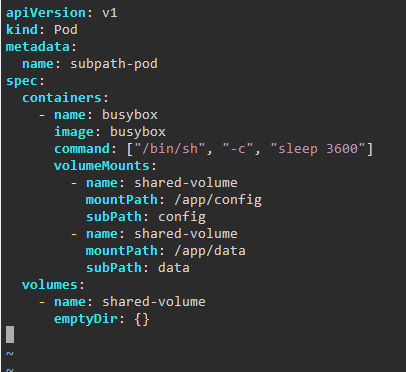 apiVersion: v1
kind: Pod
metadata:
  name: subpath-pod
spec:
  containers:
    - name: busybox
      image: busybox
      command: ["/bin/sh", "-c", "sleep 3600"]
      volumeMounts:
        - name: shared-volume
          mountPath: /app/config
          subPath: config
        - name: shared-volume
          mountPath: /app/data
          subPath: data
  volumes:
    - name: shared-volume
      emptyDir: {}
~
~